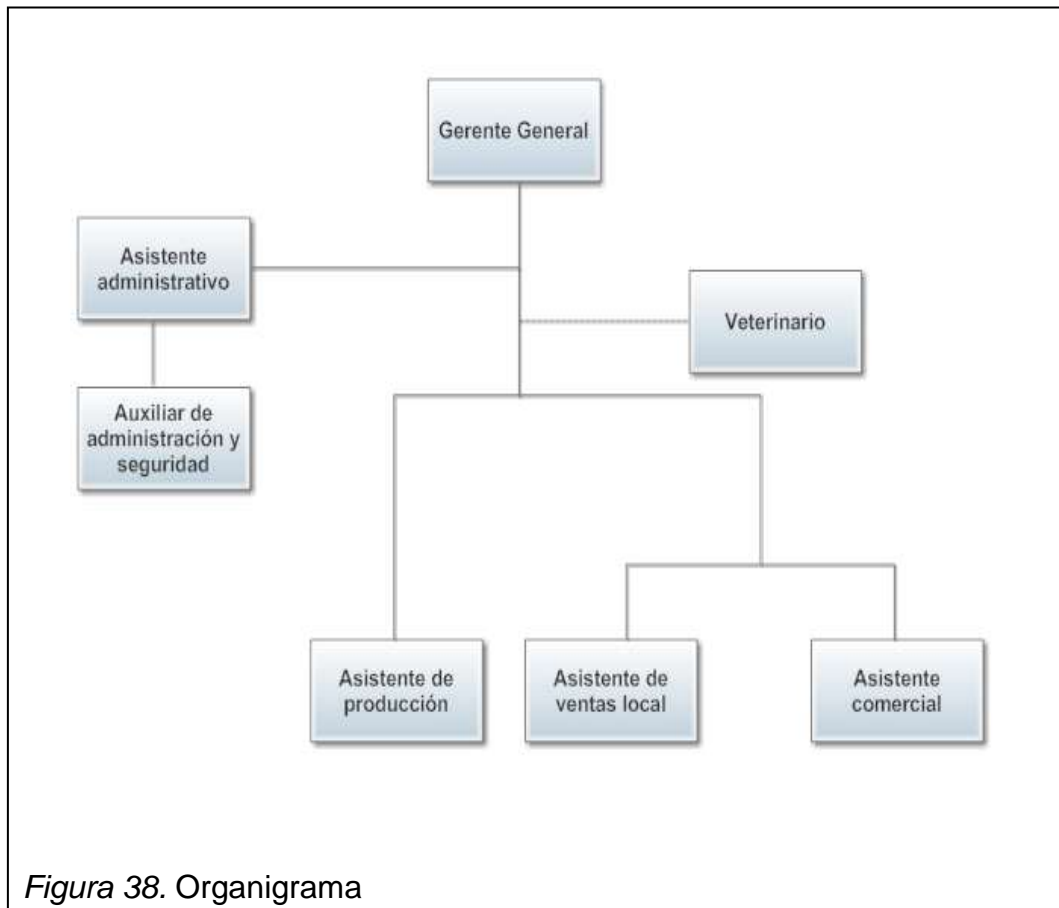 Gerente General
Asistente
administrativo
Veterinario
Auxiliar de
administración y
seguridad
Asistente de
producción
Asistente de
ventas local
Asistente
comercial
Figura 38. Organigrama